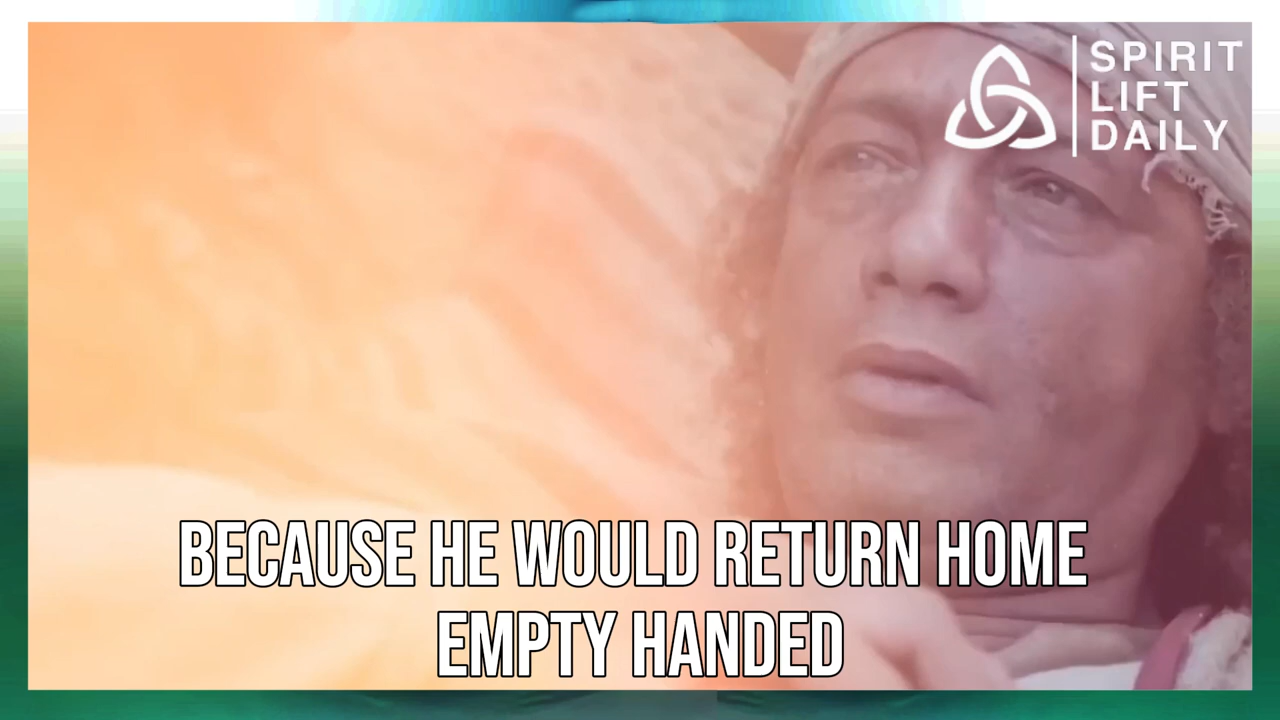 SPIRIT
LIFT
DAILY
BECAUSE HE WOULD RETURN HOME
EMPTY HANDED